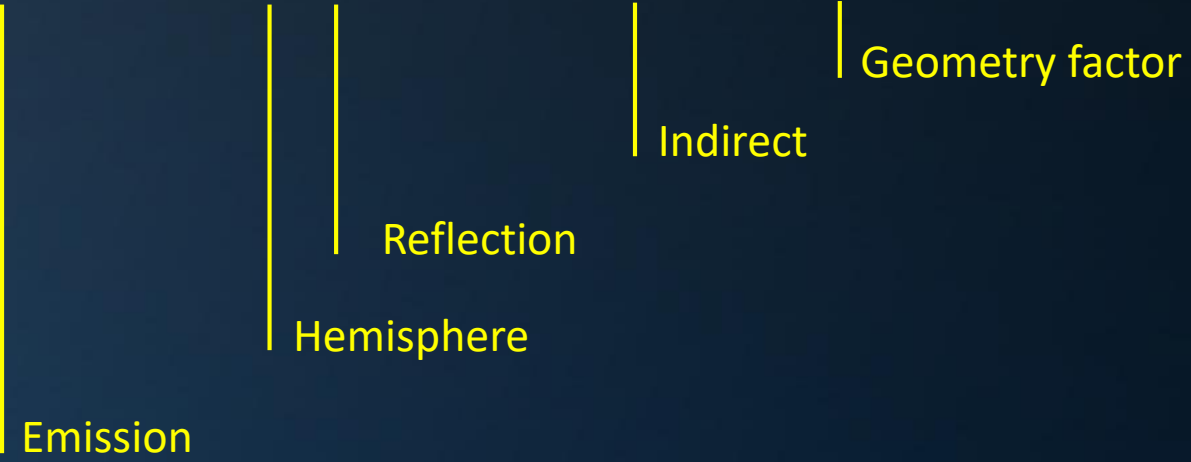 Geometry factor
Indirect
Reflection
Hemisphere
Emission